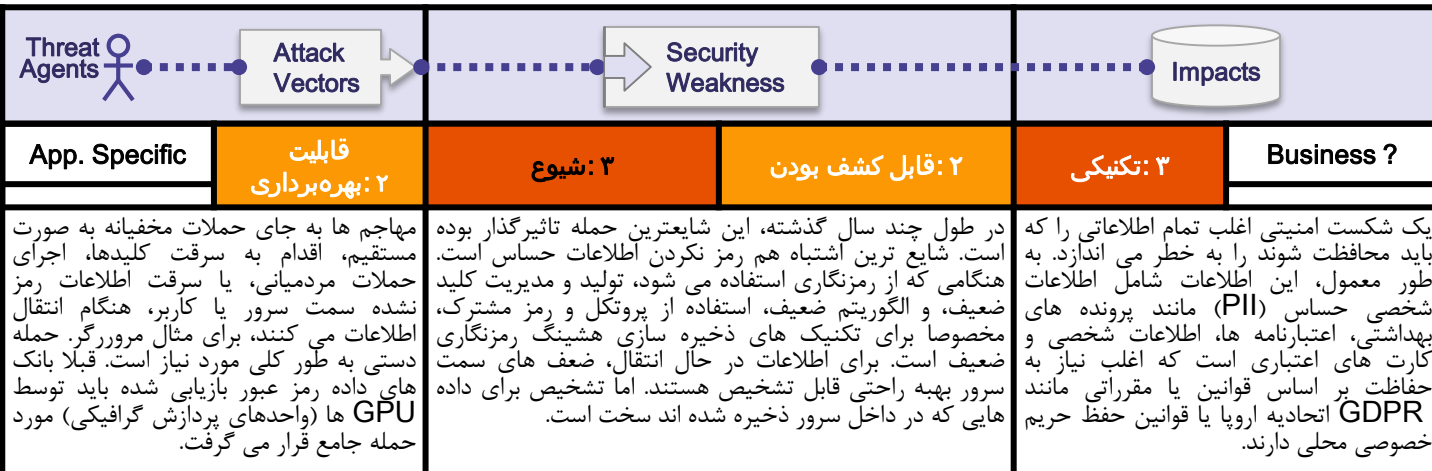 Threat
Agents
Attack
Vectors
Security
Weakness
Impacts
App. Specific
قابلیت
بهره‌برداری: ۲
شیوع: ۳
قابل کشف بودن: ۲
تکنیکی: ۳
Business ?
مهاجم ها به جای حملات مخفیانه به صورت
مستقیم، اقدام به سرقت کلیدها، اجرای
حملات مردمیانی، یا سرقت اطلاعات رمز
نشده سمت سرور یا کاربر، هنگام انتقال
اطلاعات می کنند، برای مثال مروررگر. حمله
دستی به طور کلی مورد نیاز است. قبلا بانک
های داده رمز عبور بازیابی شده باید توسط
GPU ها (واحدهای پردازش گرافیکی) مورد
حمله جامع قرار می گرفت.
در طول چند سال گذشته، این شایعترین حمله تاثیرگذار بوده
است. شایع ترین اشتباه هم رمز نکردن اطلاعات حساس است.
هنگامی که از رمزنگاری استفاده می شود، تولید و مدیریت کلید
ضعیف، و الگوریتم ضعیف، استفاده از پروتکل و رمز مشترک،
مخصوصا برای تکنیک های ذخیره سازی هشینگ رمزنگاری
ضعیف است. برای اطلاعات در حال انتقال، ضعف های سمت
سرور بهبه راحتی قابل تشخیص هستند. اما تشخیص برای داده
هایی که در داخل سرور ذخیره شده اند سخت است.
یک شکست امنیتی اغلب تمام اطلاعاتی را که
باید محافظت شوند را به خطر می اندازد. به
طور معمول، این اطلاعات شامل اطلاعات
شخصی حساس (PII) مانند پرونده های
بهداشتی، اعتبارنامه ها، اطلاعات شخصی و
کارت های اعتباری است که اغلب نیاز به
حفاظت بر اساس قوانین یا مقرراتی مانند
GDPR اتحادیه اروپا یا قوانین حفظ حریم
خصوصی محلی دارند.